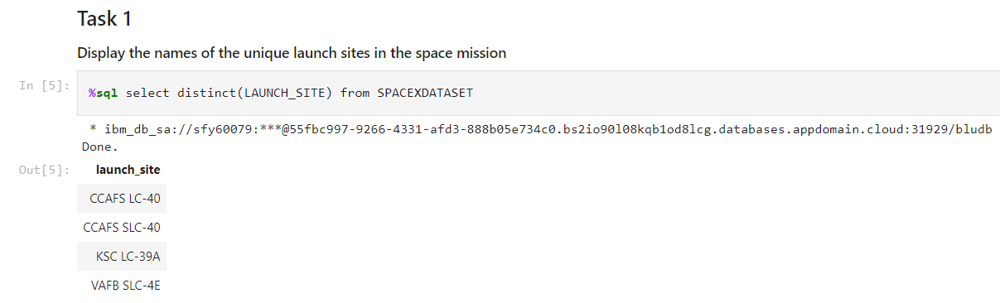 Task 1
Display the names of the unique launch sites in the space mission
In [5]: %sql select distinct(LAUNCH_SITE) from SPACEXDATASET
* ibm_db_sa://sfy60079:***@55fbc997-9266-4331-afd3-888b05e734c0.bs2io90l08kqb1od8lcg.databases.appdomain.cloud:31929/bludb
Done.
Out[5]: launch_site
CCAFS LC-40
CCAFS SLC-40
KSC LC-39A
VAFB SLC-4E